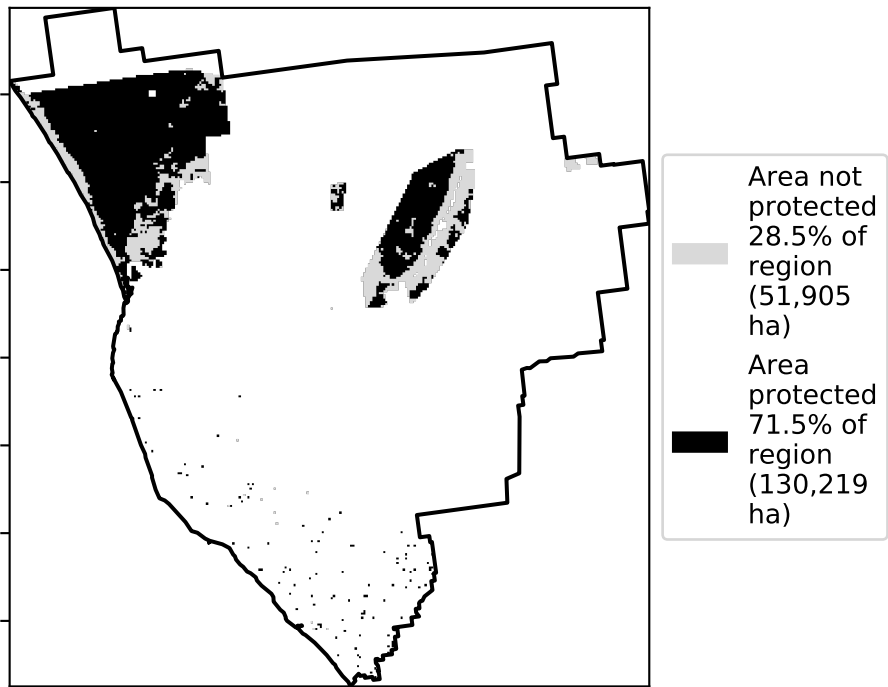 Area not
protected
28.5% of
region
(51,905
ha)
Area
protected
71.5% of
region
(130,219
ha)